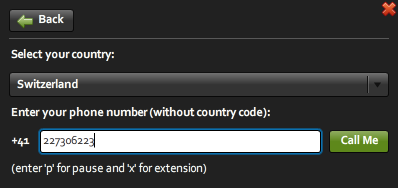 Back
Select your country:
Switzerland
Enter your phone number (without country code):
+41 227306223 Call Me
(enter 'p' for pause and 'x' for extension)